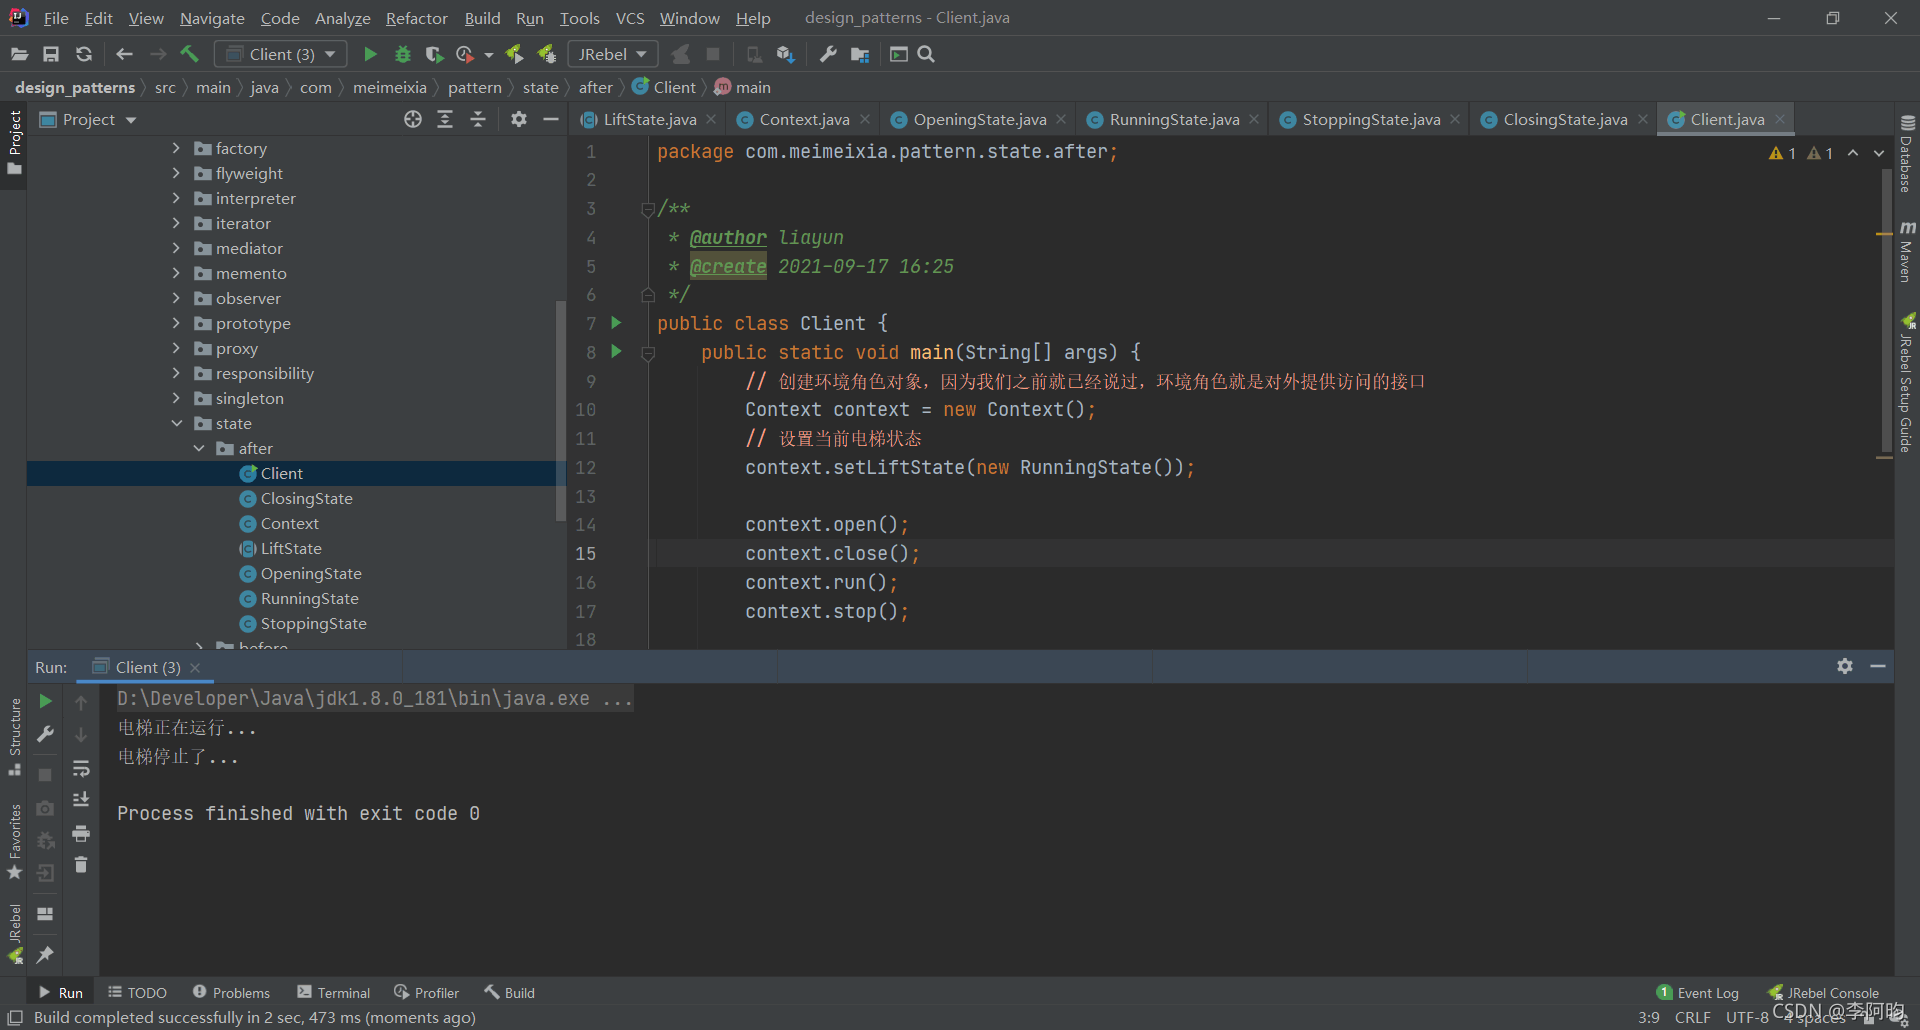 File Edit View Navigate Code Analyze Refactor Build Run Tools VCS Window Help design_patterns - Client.java
Client (3) JRebel
design_patterns src main java com meimeixia pattern state after Client main
Project
Project
LiftState.java Context.java OpeningState.java RunningState.java StoppingState.java ClosingState.java Client.java
factory
flyweight
interpreter
iterator
mediator
memento
observer
prototype
proxy
responsibility
singleton
state
after
Client
ClosingState
Context
LiftState
OpeningState
RunningState
StoppingState
before
1 package com.meimeixia.pattern.state.after;
2
3 /**
4 * @author liayun
5 * @create 2021-09-17 16:25
6 */
7 public class Client {
8 public static void main(String[] args) {
9 // 创建环境角色对象，因为我们之前就已经说过，环境角色就是对外提供访问的接口
10 Context context = new Context();
11 // 设置当前电梯状态
12 context.setLiftState(new RunningState());
13
14 context.open();
15 context.close();
16 context.run();
17 context.stop();
18
1 1
Database
Maven
JRebel Setup Guide
Run: Client (3)
D:\Developer\Java\jdk1.8.0_181\bin\java.exe ...
电梯正在运行...
电梯停止了...
Process finished with exit code 0
Structure
Favorites
JRebel
Run TODO Problems Terminal Profiler Build 1 Event Log JRebel Console
Build completed successfully in 2 sec, 473 ms (moments ago) 3:9 CRLF UTF-8 4 spaces
CSDN @李阿昀